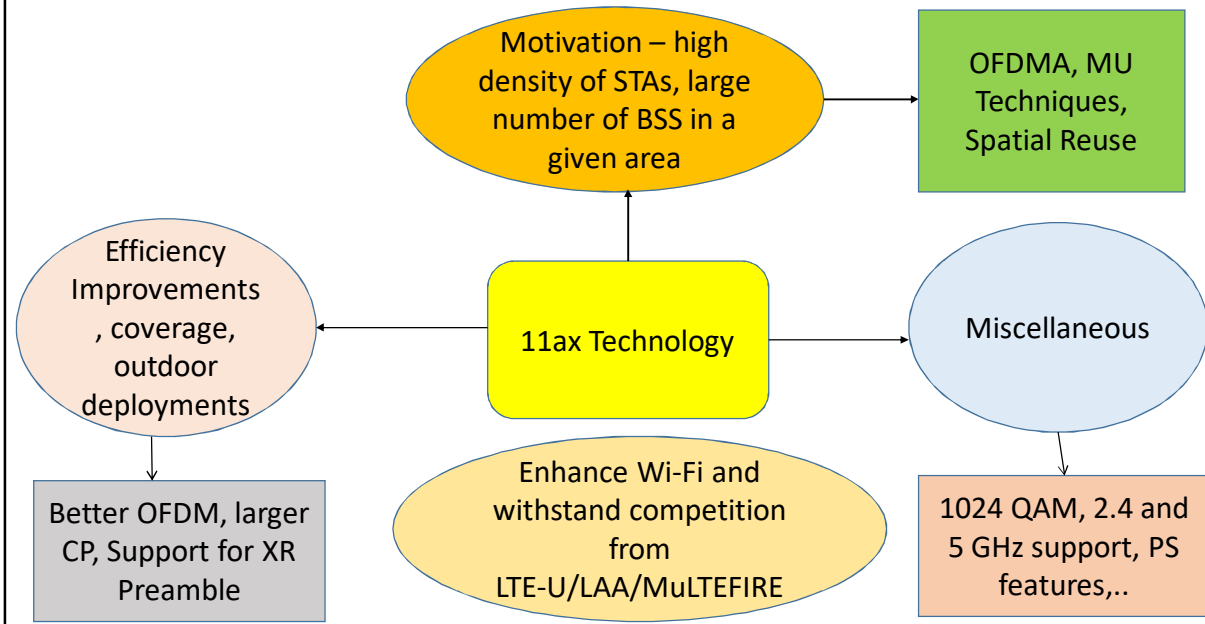 Motivation – high
density of STAs, large
number of BSS in a
given area
OFDMA, MU
Techniques,
Spatial Reuse
Efficiency
Improvements
, coverage,
outdoor
deployments
11ax Technology
Miscellaneous
Better OFDM, larger
CP, Support for XR
Preamble
Enhance Wi-Fi and
withstand competition
from
LTE-U/LAA/MuLTEFIRE
1024 QAM, 2.4 and
5 GHz support, PS
features,..